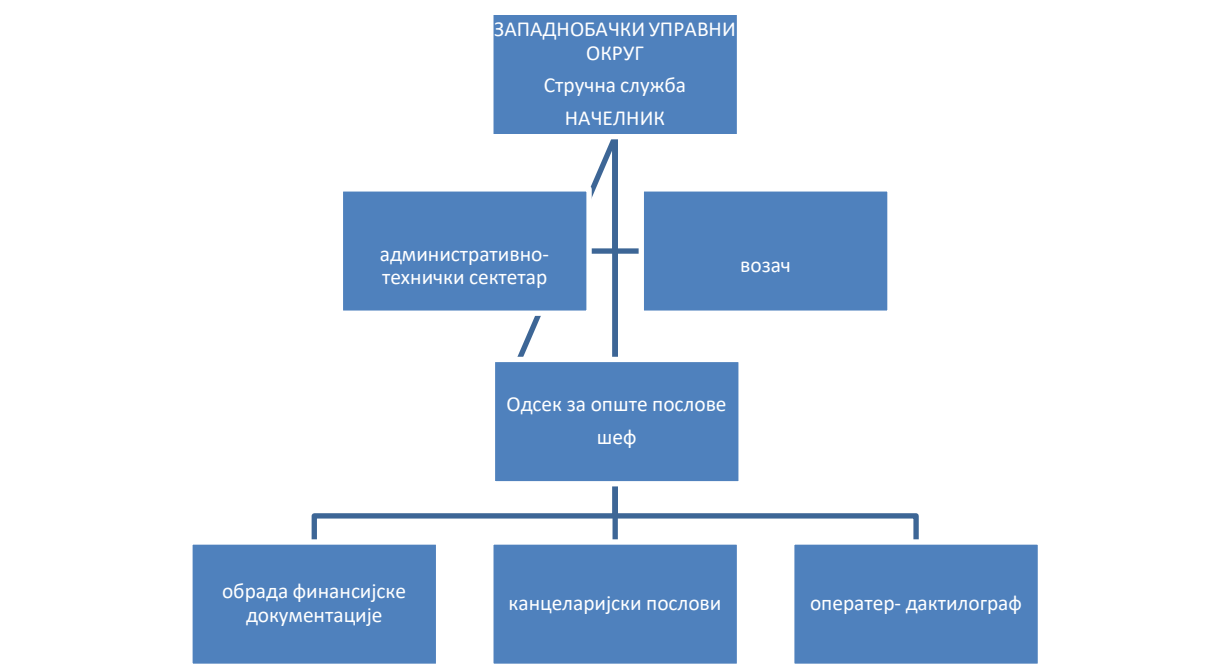 ЗАПАДНОБАЧКИ УПРАВНИ
ОКРУГ
Стручна служба
НАЧЕЛНИК
административно-
технички сектетар
возач
Одсек за опште послове
шеф
обрада финансијске
документације
канцеларијски послови
оператер- дактилограф